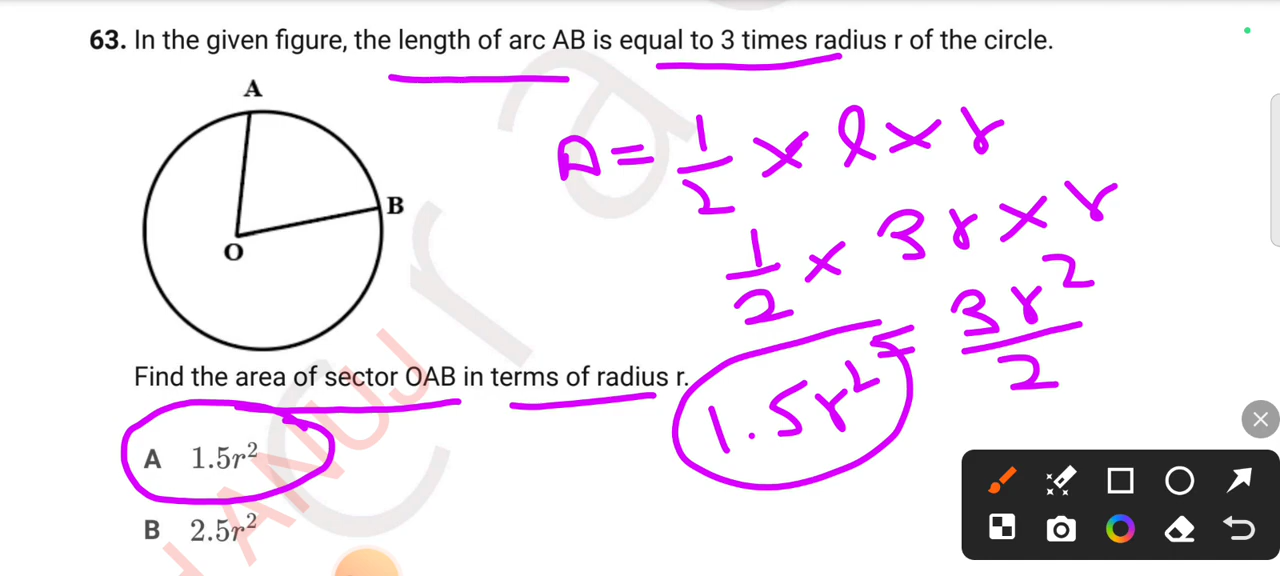 63. In the given figure, the length of arc AB is equal to 3 times radius r of the circle.
A
B
O
A = 1/2 × l × r
1/2 × 3r × r
= 3r²/2
1.5r²
Find the area of sector OAB in terms of radius r.
A 1.5r²
B 2.5r²
ANUJ
cra